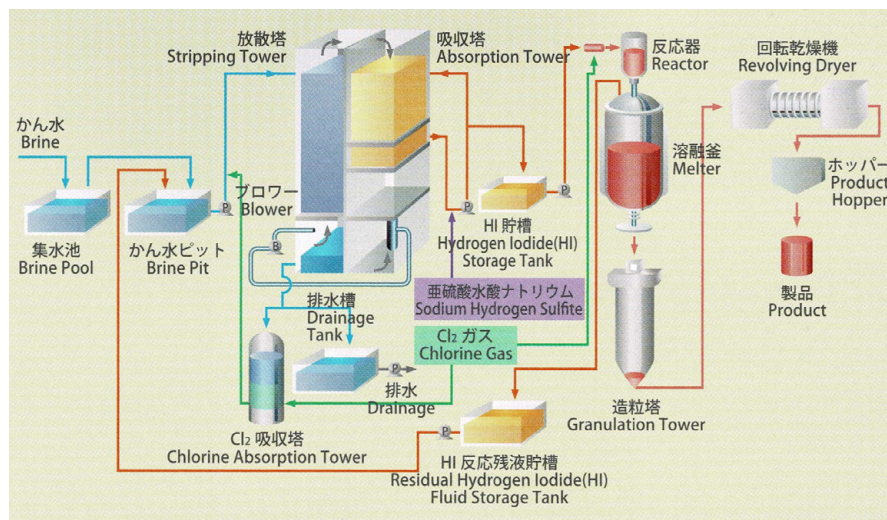 放散塔
Stripping Tower
吸収塔
Absorption Tower
反応器
Reactor
回転乾燥機
Revolving Dryer
かん水
Brine
溶融釜
Melter
ホッパー
Product
Hopper
ブロワー
Blower
P
P
P
B
集水池
Brine Pool
かん水ピット
Brine Pit
HI 貯槽
Hydrogen Iodide(HI)
Storage Tank
製品
Product
亜硫酸水酸ナトリウム
Sodium Hydrogen Sulfite
排水槽
Drainage
Tank
Cl₂ ガス
Chlorine Gas
P
排水
Drainage
造粒塔
Granulation Tower
P
Cl₂ 吸収塔
Chlorine Absorption Tower
HI 反応残液貯槽
Residual Hydrogen Iodide(HI)
Fluid Storage Tank